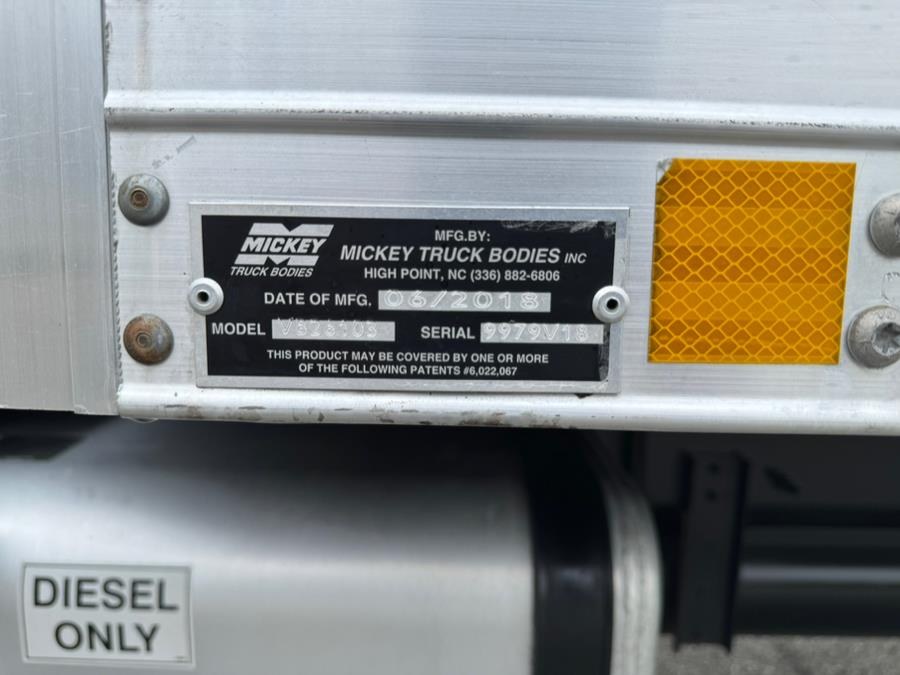 MICKEY
TRUCK BODIES
MFG.BY:
MICKEY TRUCK BODIES INC
HIGH POINT, NC (336) 882-6806
DATE OF MFG. 06/2018
MODEL
SERIAL 9979V18
THIS PRODUCT MAY BE COVERED BY ONE OR MORE
OF THE FOLLOWING PATENTS #6,022,067
DIESEL
ONLY